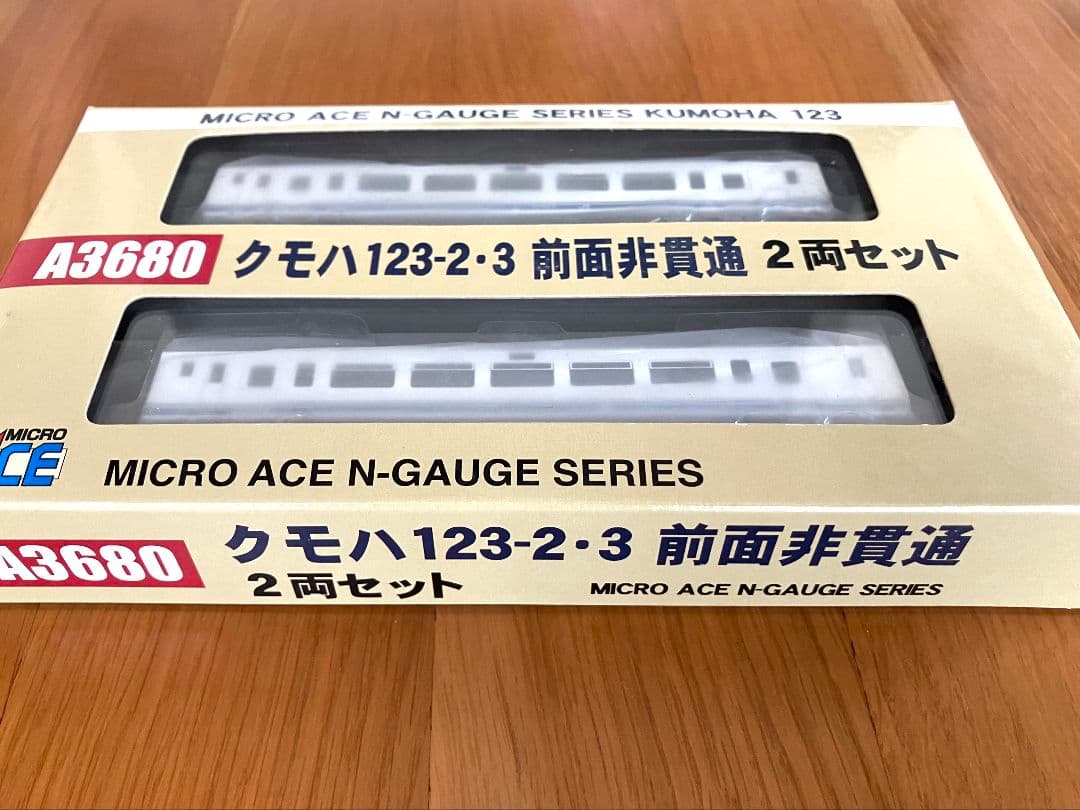 MICRO ACE N-GAUGE SERIES KUMOHA 123
A3680 クモハ123-2・3 前面非貫通 2両セット
MICRO
ACE
MICRO ACE N-GAUGE SERIES
A3680 クモハ123-2・3 前面非貫通
2両セット MICRO ACE N-GAUGE SERIES